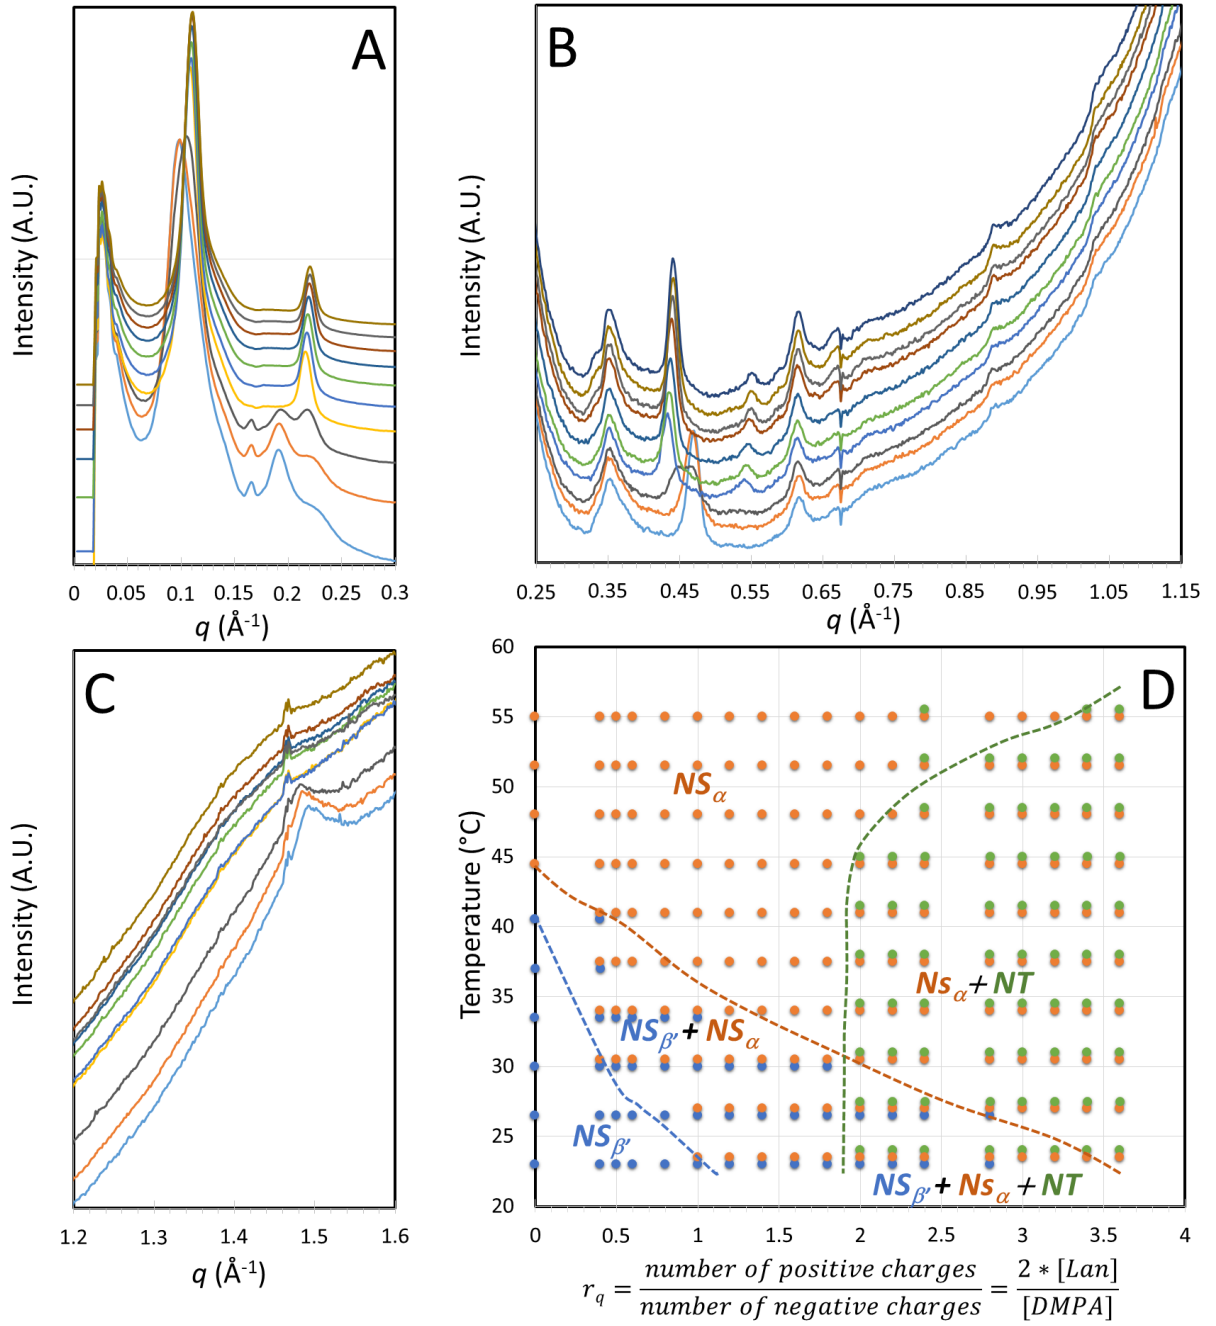 A
Intensity (A.U.)
0 0.05 0.1 0.15 0.2 0.25 0.3
q (Å-1)
B
Intensity (A.U.)
0.25 0.35 0.45 0.55 0.65 0.75 0.85 0.95 1.05 1.15
q (Å-1)
C
Intensity (A.U.)
1.2 1.3 1.4 1.5 1.6
q (Å-1)
D
Temperature (°C)
60
55
50
45
40
35
30
25
20
NSα
Nsα + NT
NSβ' + NSα
NSβ'
NSβ' + Nsα + NT
0 0.5 1 1.5 2 2.5 3 3.5 4
rq = number of positive charges / number of negative charges = 2 * [Lan] / [DMPA]